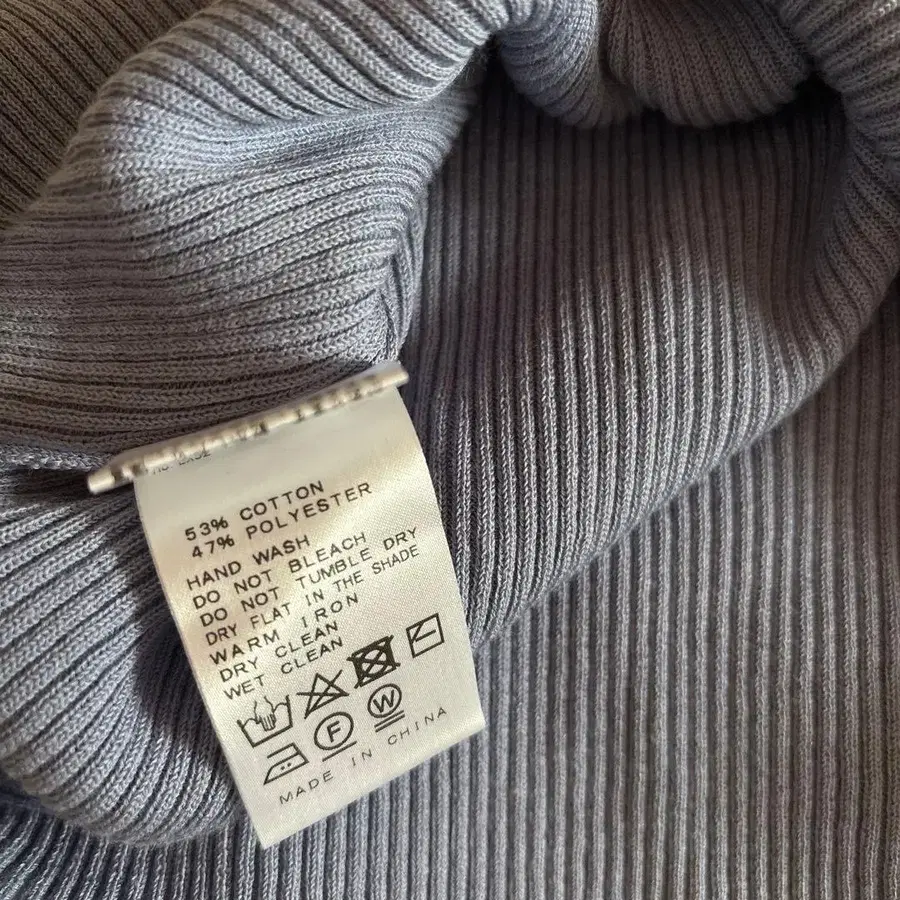 53% COTTON
47% POLYESTER
HAND WASH
DO NOT BLEACH
DO NOT TUMBLE DRY
DRY FLAT IN THE SHADE
WARM IRON
DRY CLEAN
WET CLEAN
F W
MADE IN CHINA